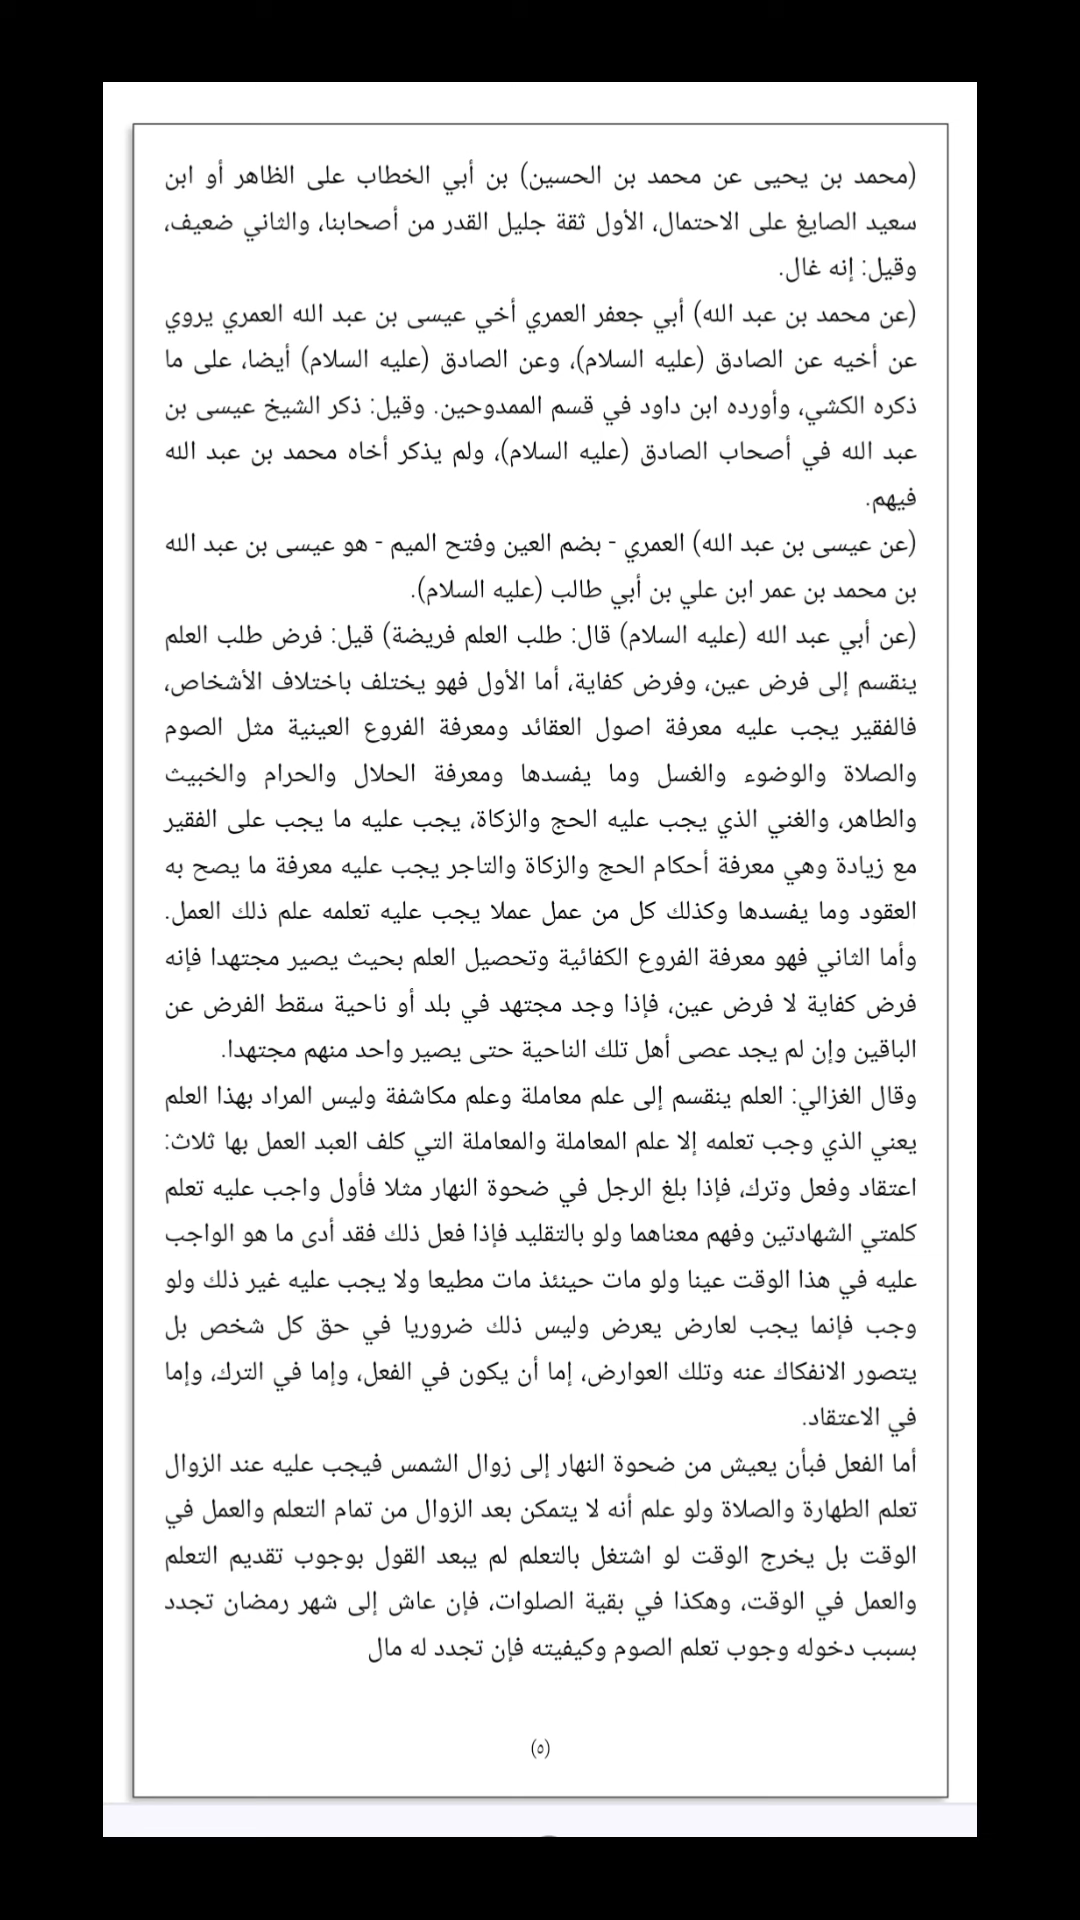 (محمد بن يحيى عن محمد بن الحسين) بن أبي الخطاب على الظاهر أو ابن
سعيد الصايغ على الاحتمال، الأول ثقة جليل القدر من أصحابنا، والثاني ضعيف،
وقيل: إنه غال.
(عن محمد بن عبد الله) أبي جعفر العمري أخي عيسى بن عبد الله العمري يروي
عن أخيه عن الصادق (عليه السلام)، وعن الصادق (عليه السلام) أيضا، على ما
ذكره الكشي، وأورده ابن داود في قسم الممدوحين. وقيل: ذكر الشيخ عيسى بن
عبد الله في أصحاب الصادق (عليه السلام)، ولم يذكر أخاه محمد بن عبد الله
فيهم.
(عن عيسى بن عبد الله) العمري - بضم العين وفتح الميم - هو عيسى بن عبد الله
بن محمد بن عمر ابن علي بن أبي طالب (عليه السلام).
(عن أبي عبد الله (عليه السلام) قال: طلب العلم فريضة) قيل: فرض طلب العلم
ينقسم إلى فرض عين، وفرض كفاية، أما الأول فهو يختلف باختلاف الأشخاص،
فالفقير يجب عليه معرفة اصول العقائد ومعرفة الفروع العينية مثل الصوم
والصلاة والوضوء والغسل وما يفسدها ومعرفة الحلال والحرام والخبيث
والطاهر، والغني الذي يجب عليه الحج والزكاة، يجب عليه ما يجب على الفقير
مع زيادة وهي معرفة أحكام الحج والزكاة والتاجر يجب عليه معرفة ما يصح به
العقود وما يفسدها وكذلك كل من عمل عملا يجب عليه تعلمه علم ذلك العمل.
وأما الثاني فهو معرفة الفروع الكفائية وتحصيل العلم بحيث يصير مجتهدا فإنه
فرض كفاية لا فرض عين، فإذا وجد مجتهد في بلد أو ناحية سقط الفرض عن
الباقين وإن لم يجد عصى أهل تلك الناحية حتى يصير واحد منهم مجتهدا.
وقال الغزالي: العلم ينقسم إلى علم معاملة وعلم مكاشفة وليس المراد بهذا العلم
يعني الذي وجب تعلمه إلا علم المعاملة والمعاملة التي كلف العبد العمل بها ثلاث:
اعتقاد وفعل وترك، فإذا بلغ الرجل في ضحوة النهار مثلا فأول واجب عليه تعلم
كلمتي الشهادتين وفهم معناهما ولو بالتقليد فإذا فعل ذلك فقد أدى ما هو الواجب
عليه في هذا الوقت عينا ولو مات حينئذ مات مطيعا ولا يجب عليه غير ذلك ولو
وجب فإنما يجب لعارض يعرض وليس ذلك ضروريا في حق كل شخص بل
يتصور الانفكاك عنه وتلك العوارض، إما أن يكون في الفعل، وإما في الترك، وإما
في الاعتقاد.
أما الفعل فبأن يعيش من ضحوة النهار إلى زوال الشمس فيجب عليه عند الزوال
تعلم الطهارة والصلاة ولو علم أنه لا يتمكن بعد الزوال من تمام التعلم والعمل في
الوقت بل يخرج الوقت لو اشتغل بالتعلم لم يبعد القول بوجوب تقديم التعلم
والعمل في الوقت، وهكذا في بقية الصلوات، فإن عاش إلى شهر رمضان تجدد
بسبب دخوله وجوب تعلم الصوم وكيفيته فإن تجدد له مال
(٥)